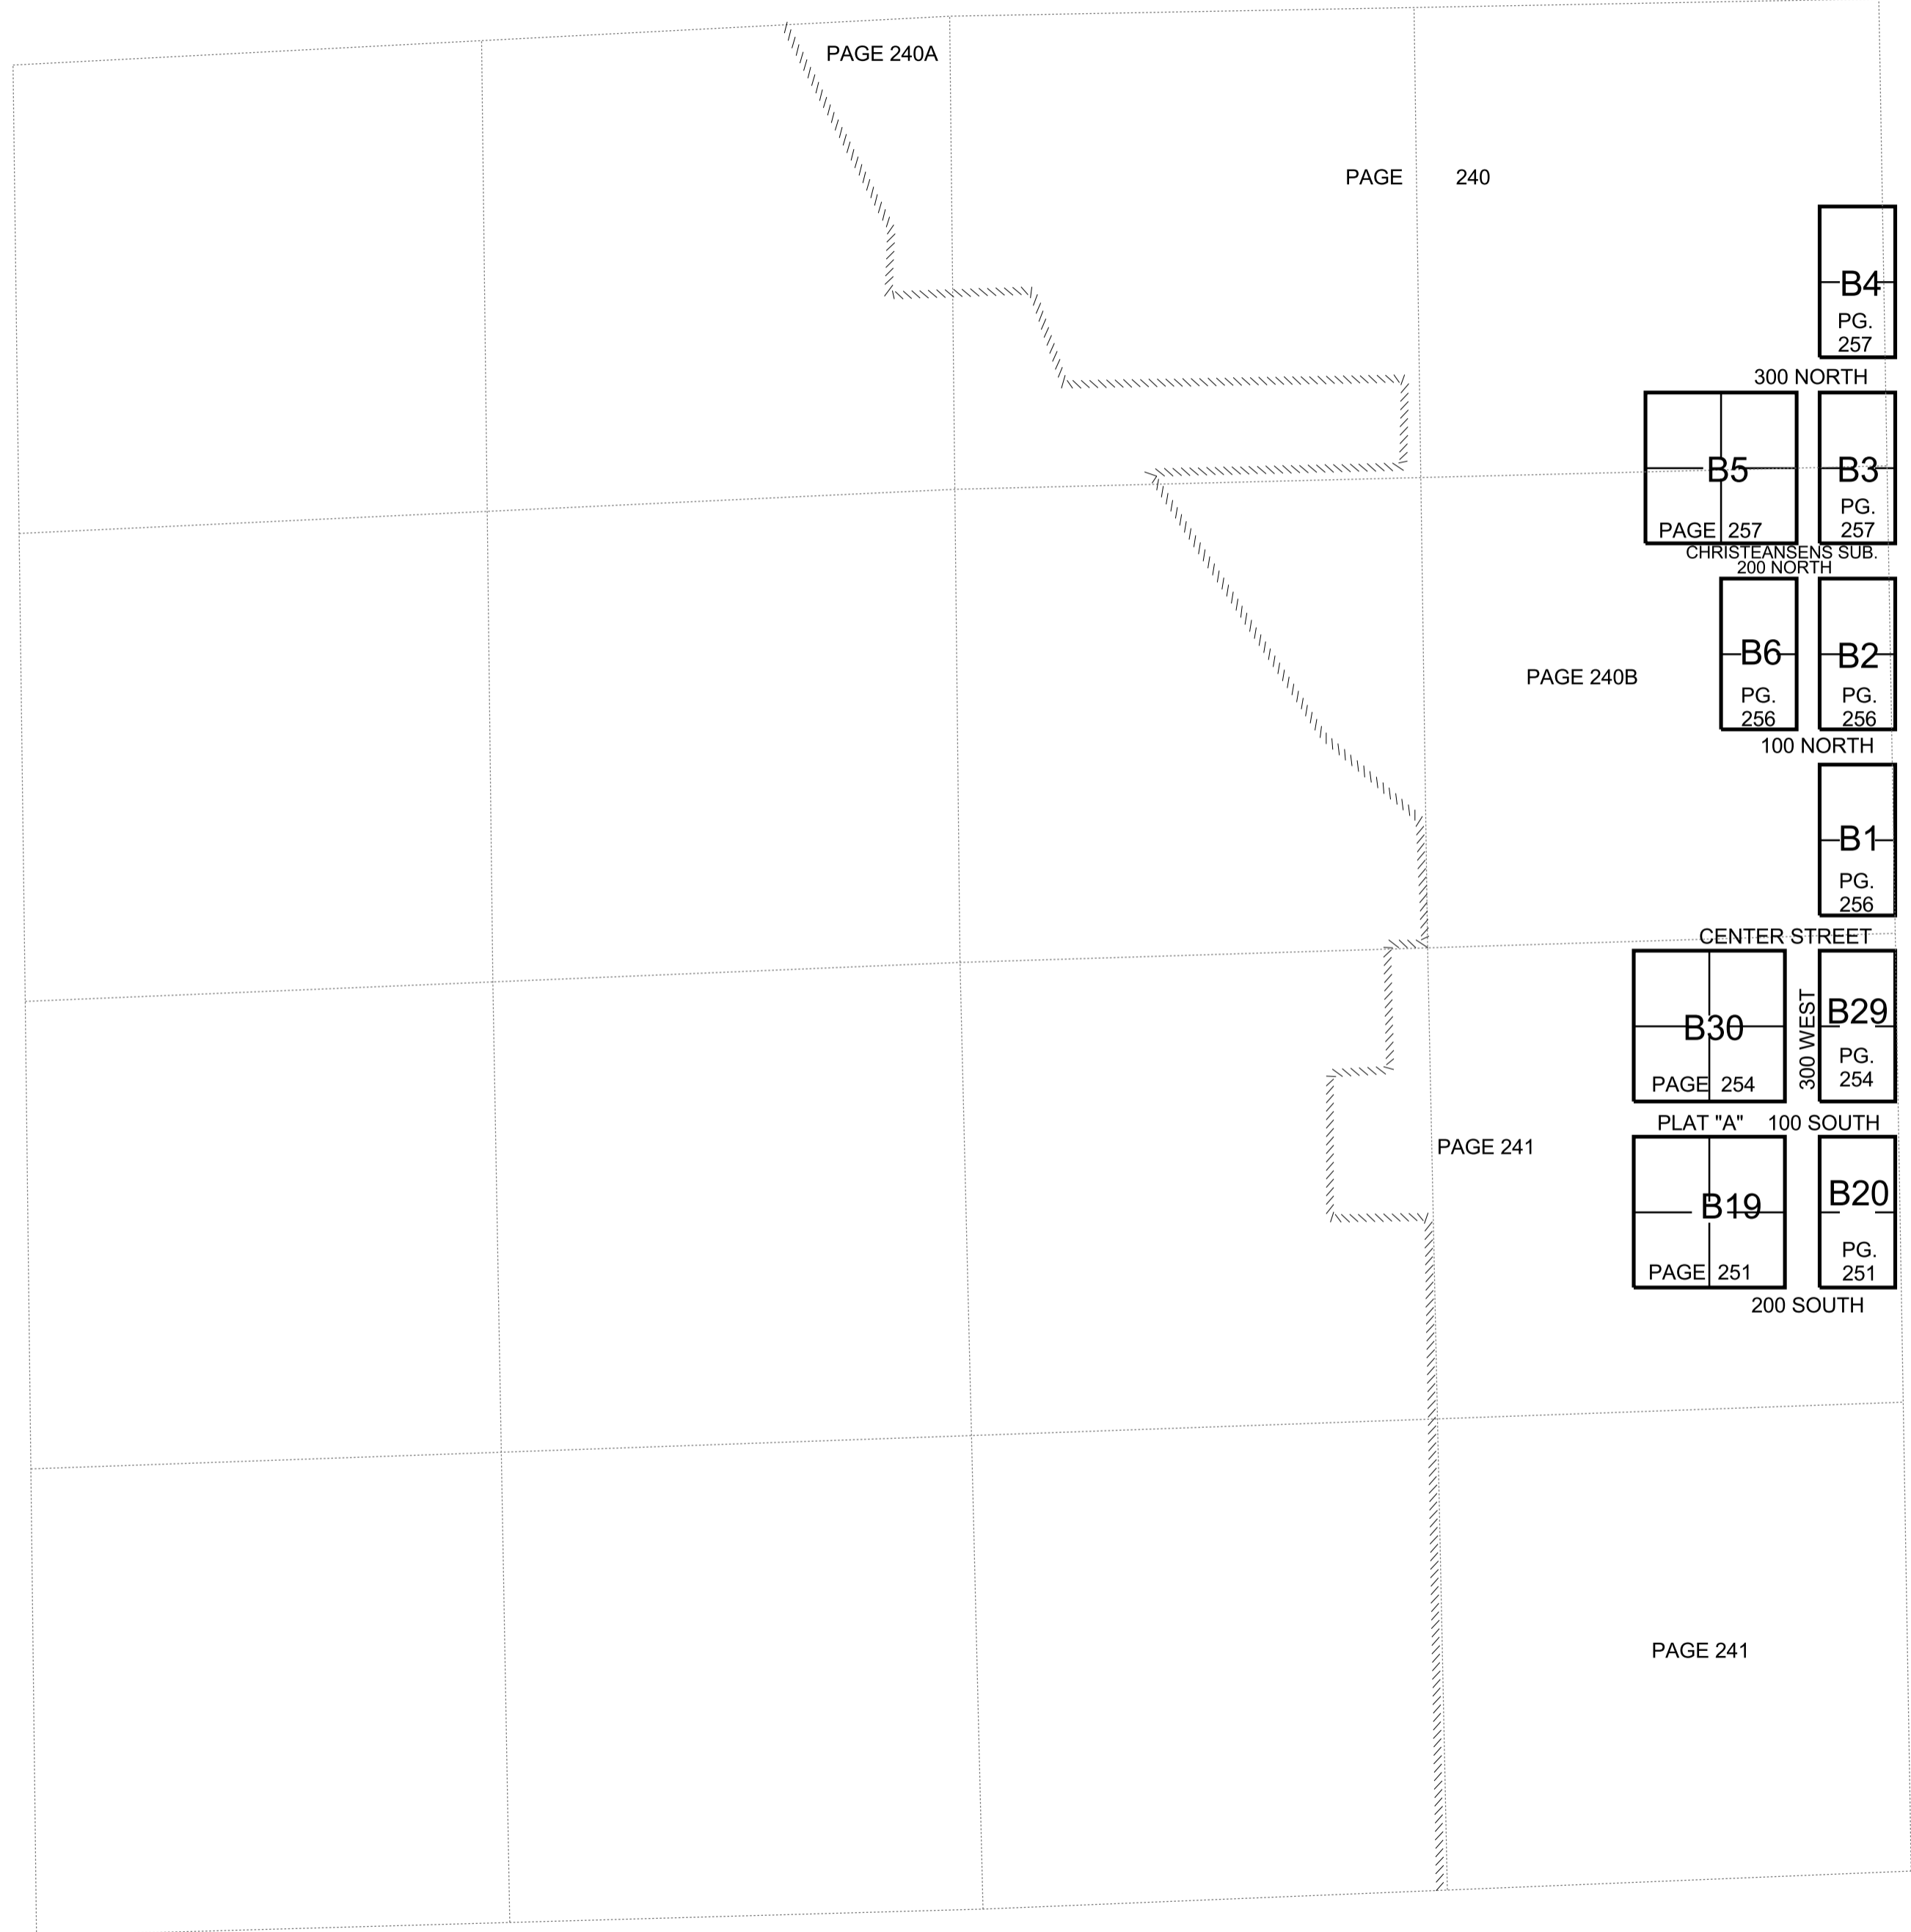 PAGE 240A
PAGE 240
B4
PG.
257
300 NORTH
B5
PAGE 257
B3
PG.
257
CHRISTEANSENS SUB.
200 NORTH
B6
PG.
256
B2
PG.
256
PAGE 240B
100 NORTH
B1
PG.
256
CENTER STREET
B30
PAGE 254
300 WEST
B29
PG.
254
PLAT "A" 100 SOUTH
PAGE 241
B19
PAGE 251
B20
PG.
251
200 SOUTH
PAGE 241